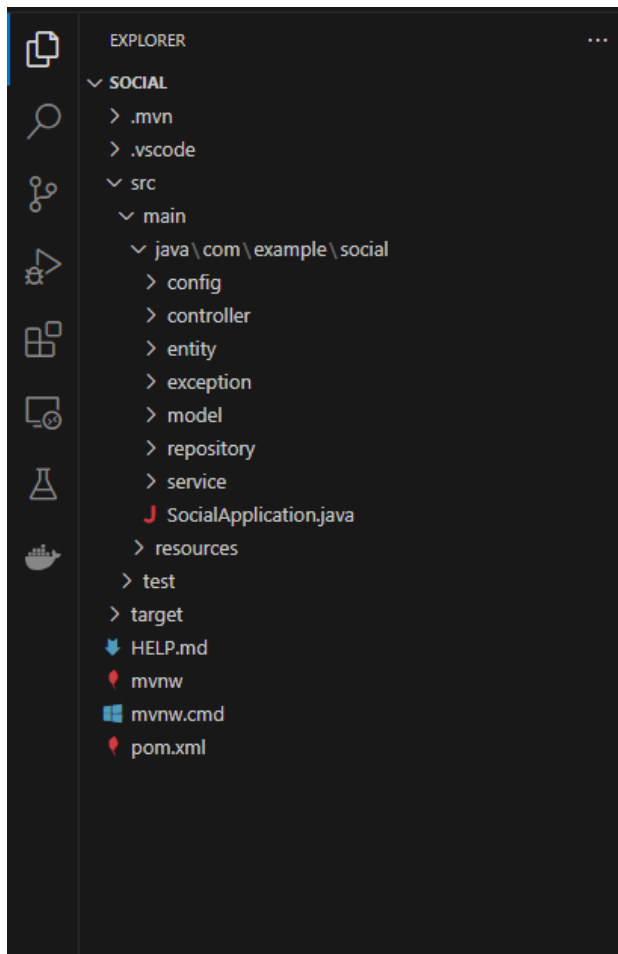 EXPLORER
SOCIAL
.mvn
.vscode
src
main
java\com\example\social
config
controller
entity
exception
model
repository
service
SocialApplication.java
resources
test
target
HELP.md
mvnw
mvnw.cmd
pom.xml